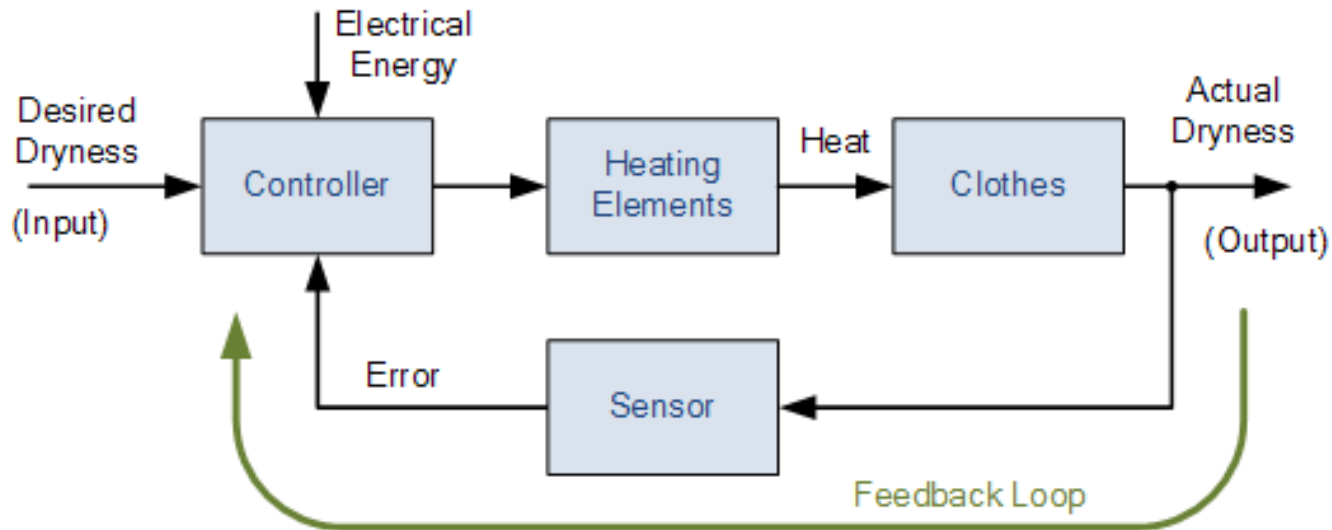 Electrical
Energy
Desired
Dryness
(Input)
Controller
Heating
Elements
Heat
Clothes
Actual
Dryness
(Output)
Error
Sensor
Feedback Loop